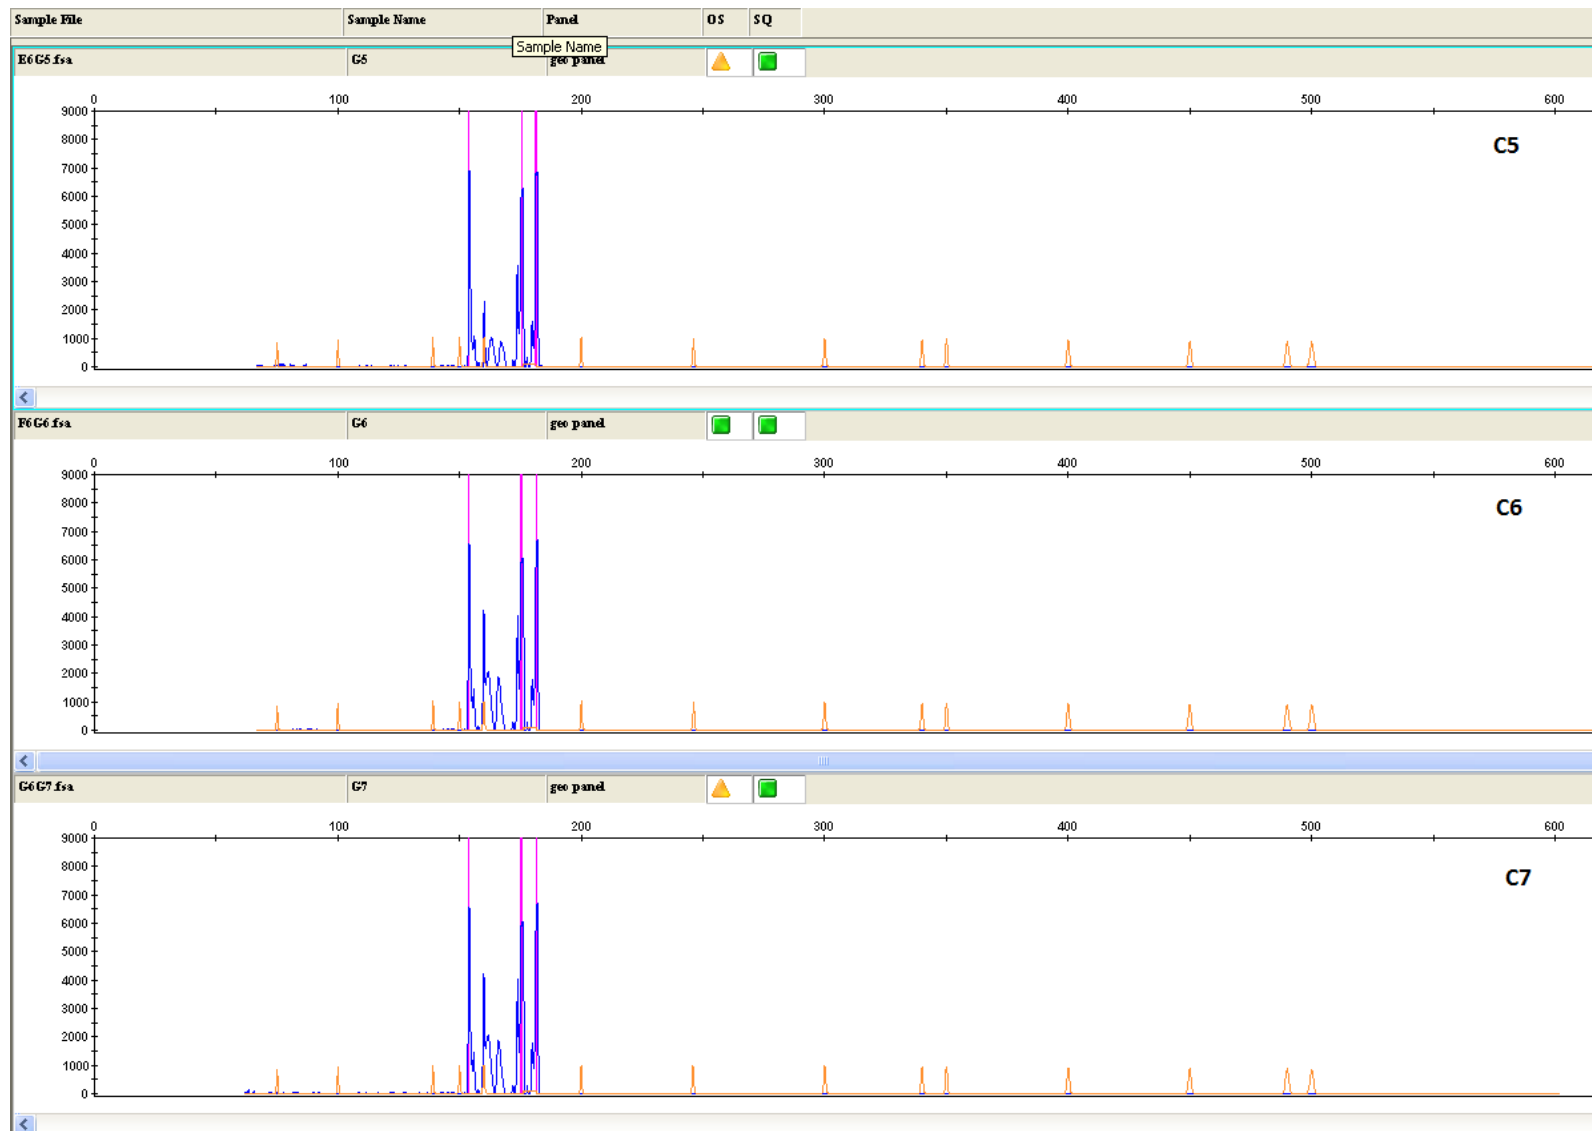 Sample File Sample Name Panel OS SQ
Sample Name
E6G5.fsa G5 geo panel
0 100 200 300 400 500 600
9000
C5
8000
7000
6000
5000
4000
3000
2000
1000
0
F6G6.fsa G6 geo panel
0 100 200 300 400 500 600
9000
C6
8000
7000
6000
5000
4000
3000
2000
1000
0
G6G7.fsa G7 geo panel
0 100 200 300 400 500 600
9000
8000
C7
7000
6000
5000
4000
3000
2000
1000
0